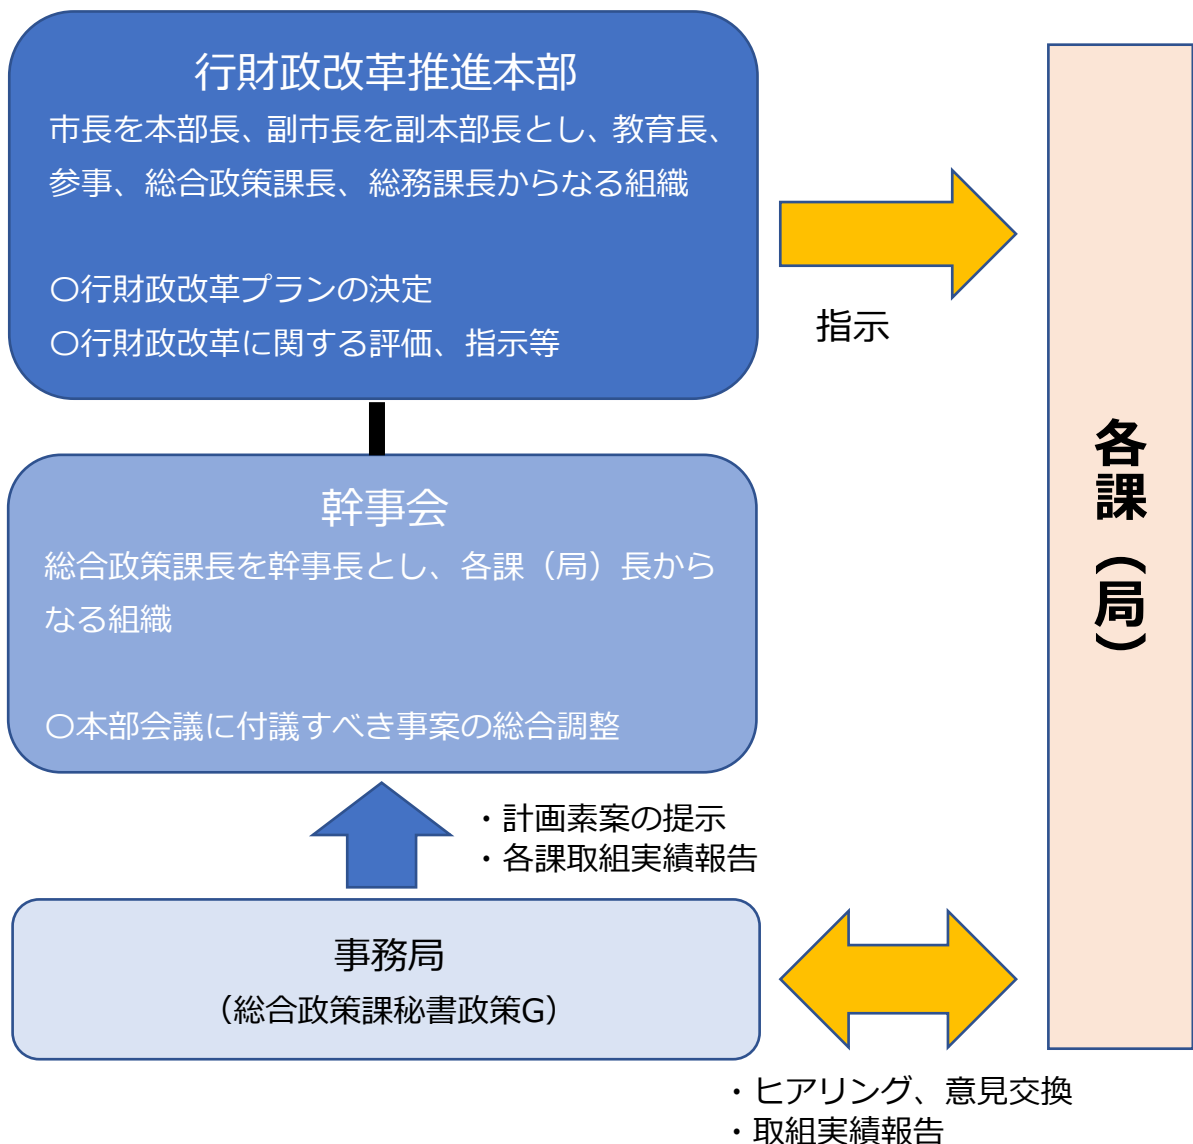 行財政改革推進本部
市長を本部長、副市長を副本部長とし、教育長、
参事、総合政策課長、総務課長からなる組織
〇行財政改革プランの決定
〇行財政改革に関する評価、指示等
指示
幹事会
総合政策課長を幹事長とし、各課（局）長から
なる組織
〇本部会議に付議すべき事案の総合調整
・計画素案の提示
・各課取組実績報告
事務局
（総合政策課秘書政策G）
・ヒアリング、意見交換
・取組実績報告
各課（局）